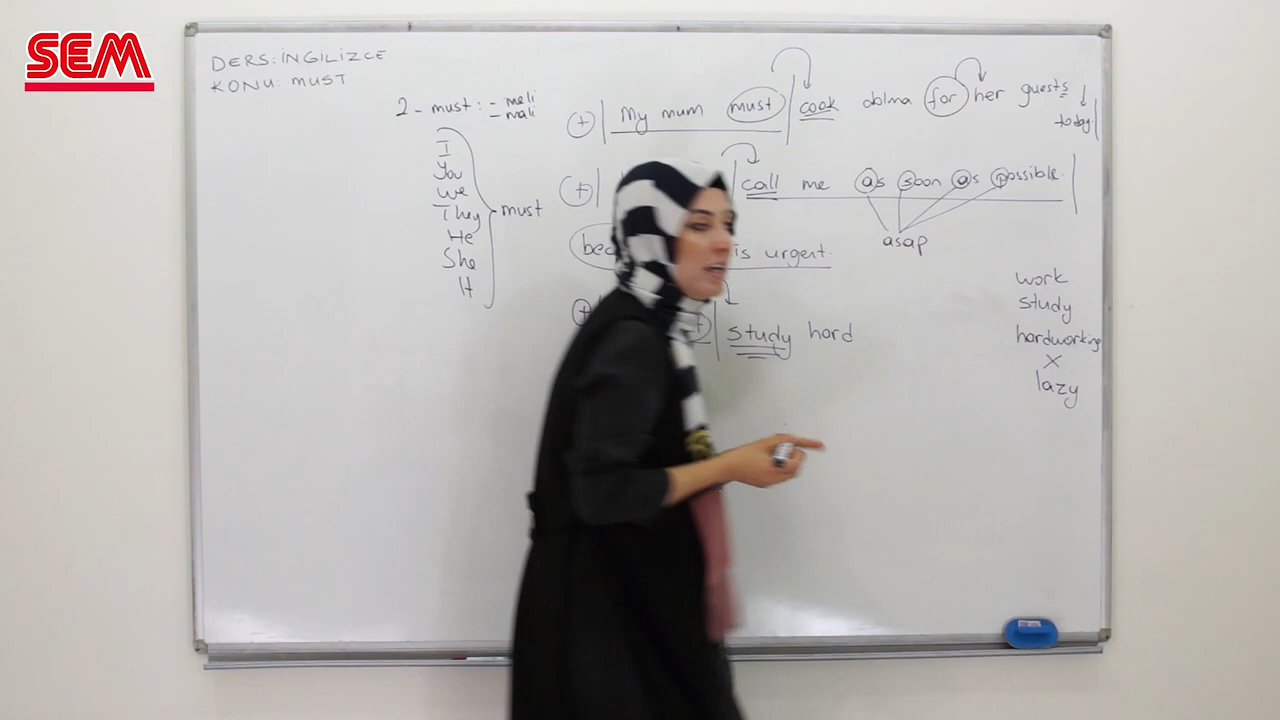 SEM
DERS: İNGİLİZCE
KONU: MUST
2 - must: - meli
- malı
I
You
We
They
He
She
It
must
(+) My mum must cook dolma for her guests
today.
(+) call me as soon as possible.
asap
is urgent.
(+) study hard
work
study
hardworking
X
lazy